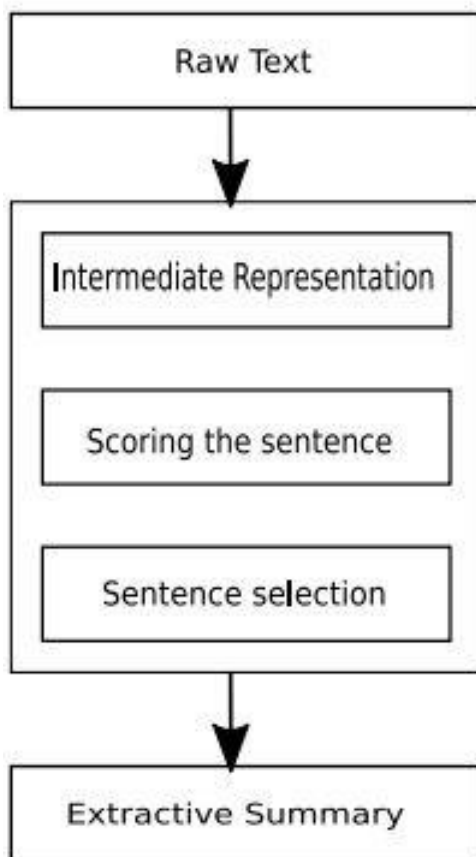 Raw Text
Intermediate Representation
Scoring the sentence
Sentence selection
Extractive Summary